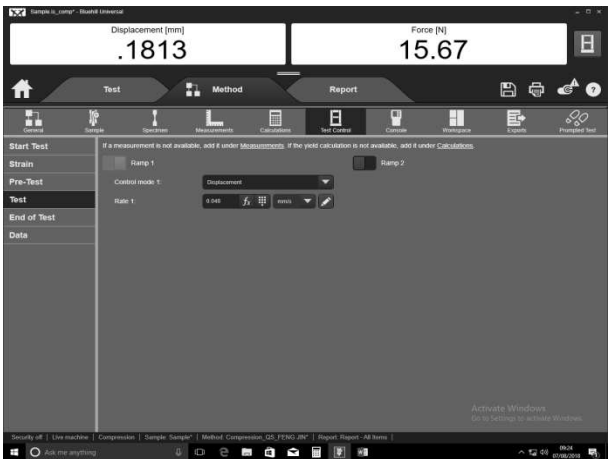 Sample.is_comp* - Bluehill Universal
Displacement [mm]
.1813
Force [N]
15.67
Test
Method
Report
General
Sample
Specimen
Measurements
Calculations
Test Control
Console
Workspace
Exports
Prompted Test
Start Test
Strain
Pre-Test
Test
End of Test
Data
If a measurement is not available, add it under Measurements. If the yield calculation is not available, add it under Calculations.
Ramp 1
Ramp 2
Control mode 1:
Displacement
Rate 1:
0.040
mm/s
Activate Windows
Go to Settings to activate Windows.
Security off | Live machine | Compression | Sample: Sample* | Method: Compression_QS_FENG JIN* | Report: Report - All Items |
Ask me anything
09:24
07/08/2018